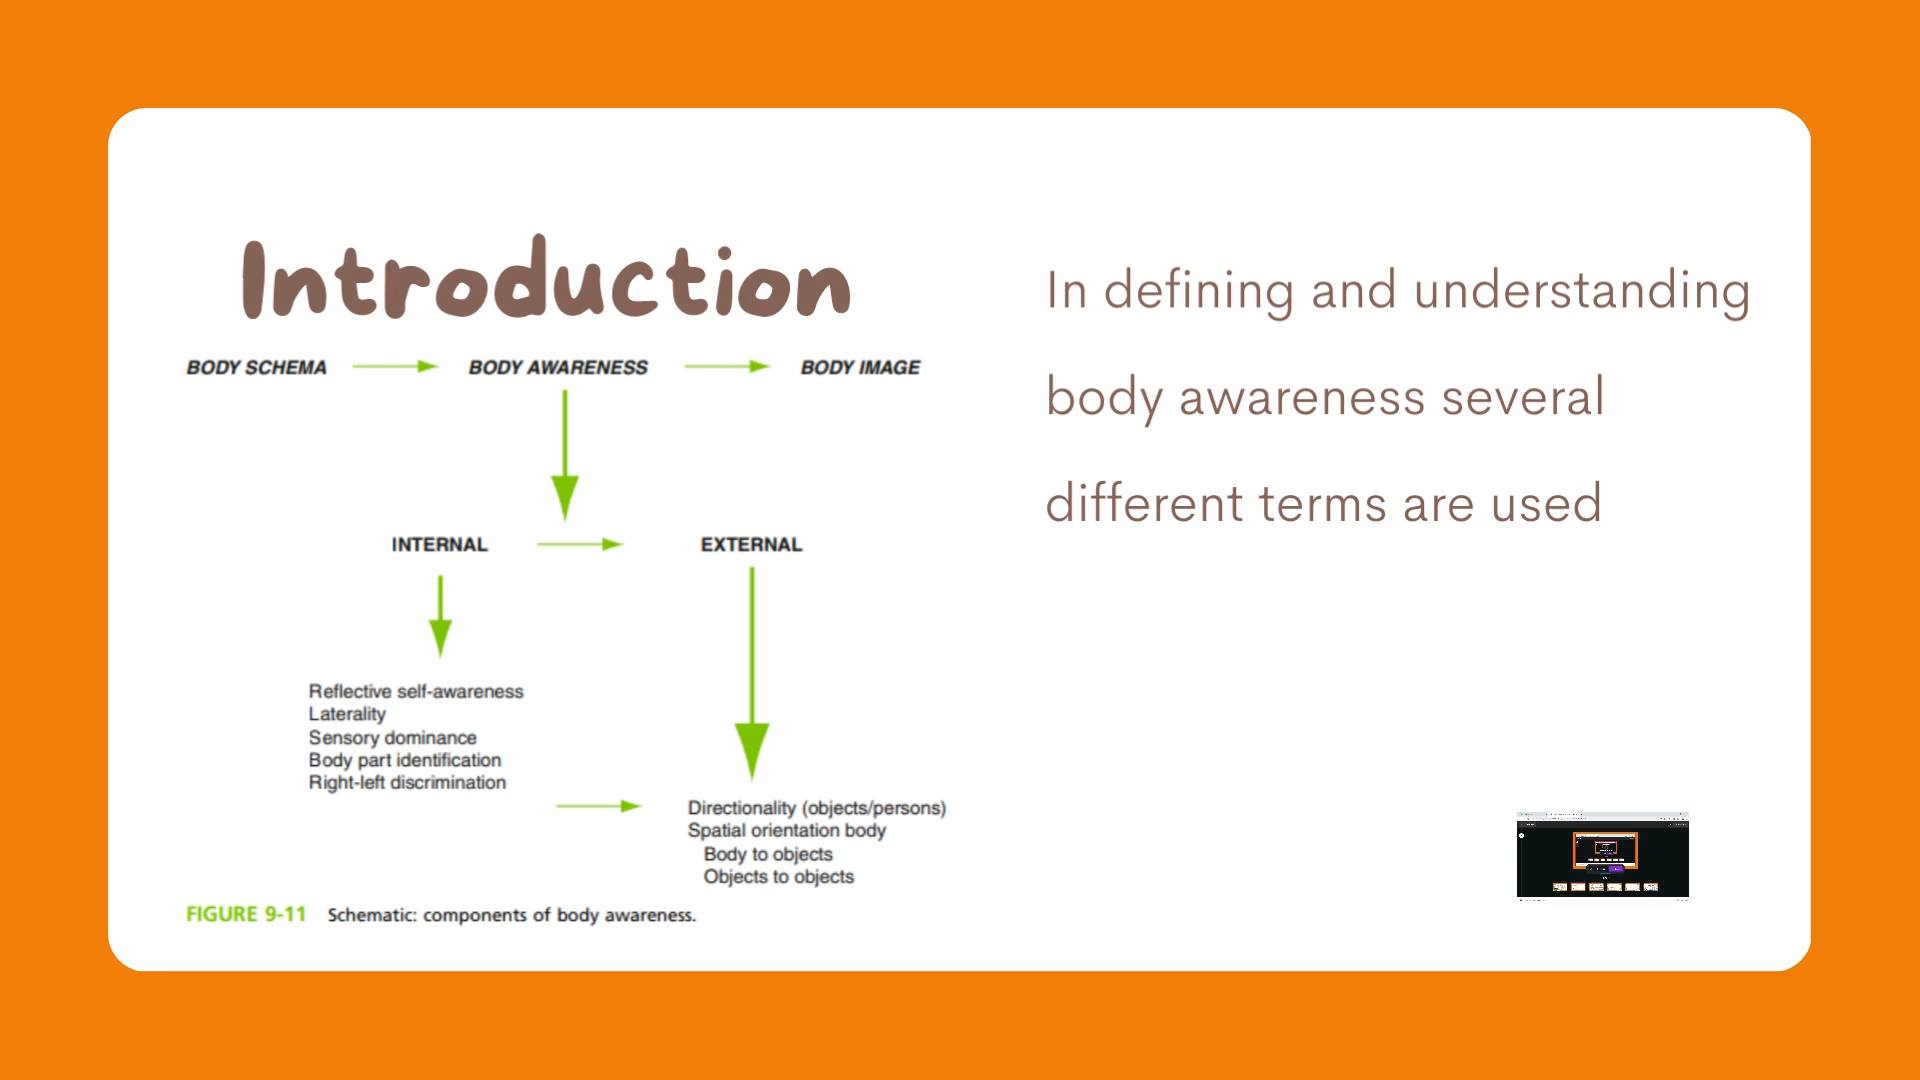 Introduction
BODY SCHEMA BODY AWARENESS BODY IMAGE
INTERNAL EXTERNAL
Reflective self-awareness
Laterality
Sensory dominance
Body part identification
Right-left discrimination
Directionality (objects/persons)
Spatial orientation body
Body to objects
Objects to objects
FIGURE 9-11 Schematic: components of body awareness.
In defining and understanding
body awareness several
different terms are used